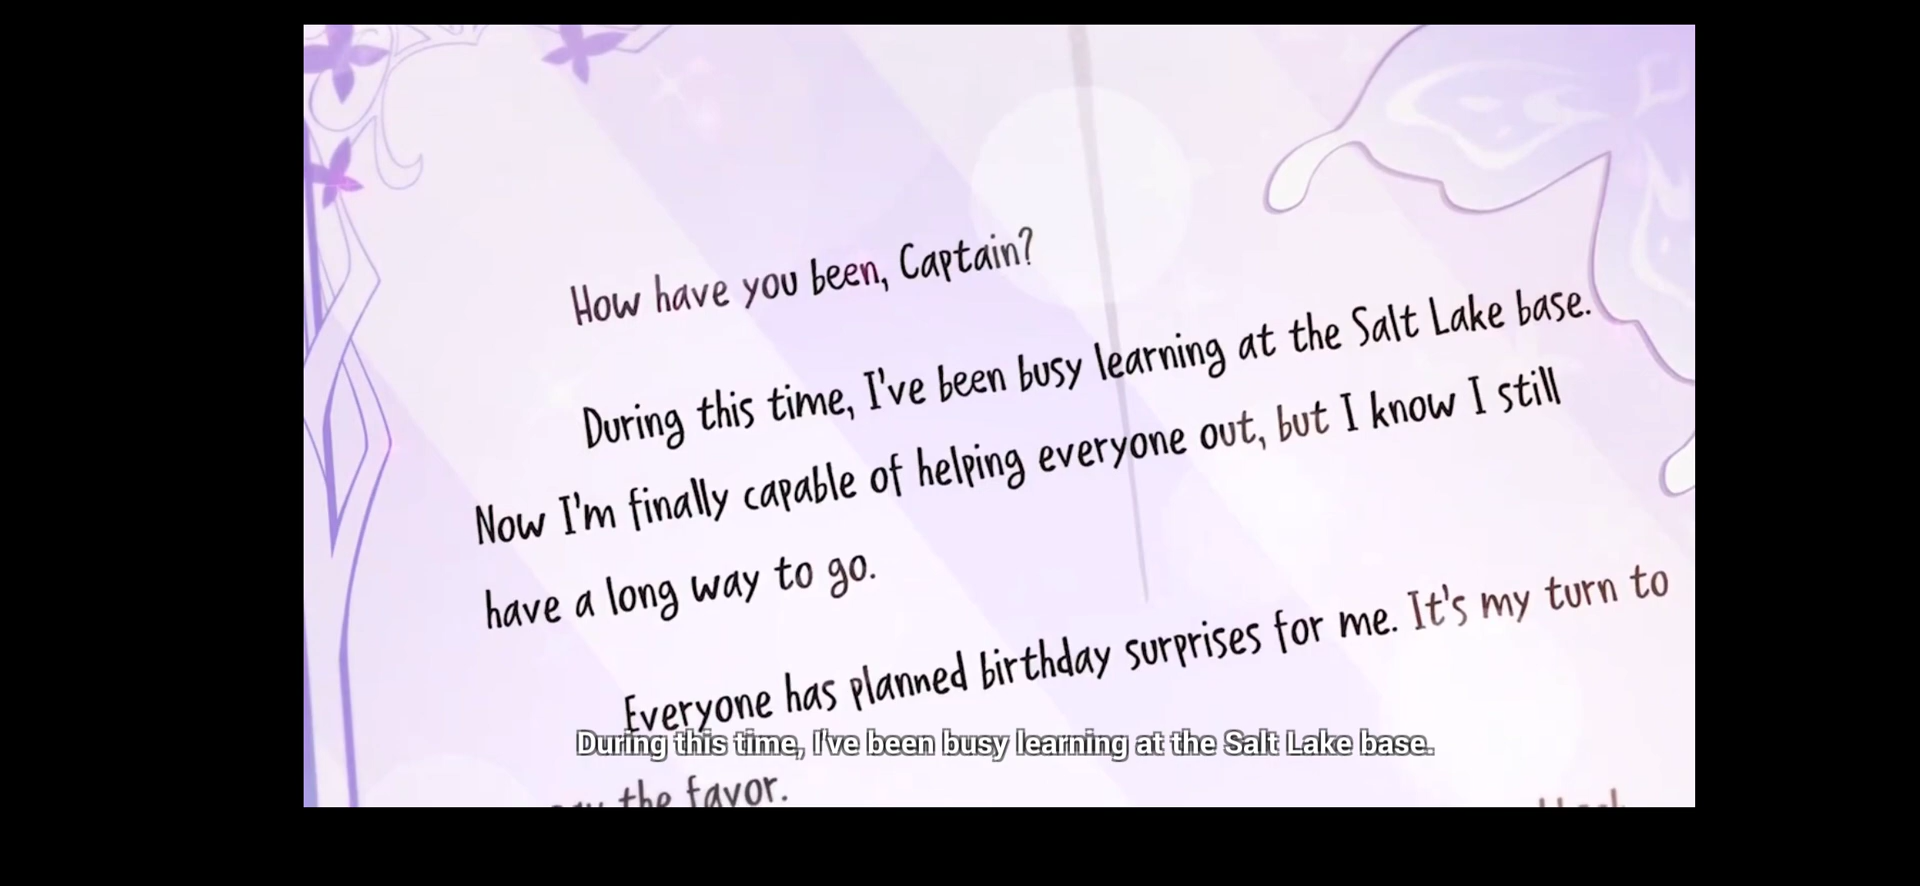 How have you been, Captain?
During this time, I've been busy learning at the Salt Lake base.
Now I'm finally capable of helping everyone out, but I know I still
have a long way to go.
Everyone has planned birthday surprises for me. It's my turn to
During this time, I've been busy learning at the Salt Lake base.
the favor.